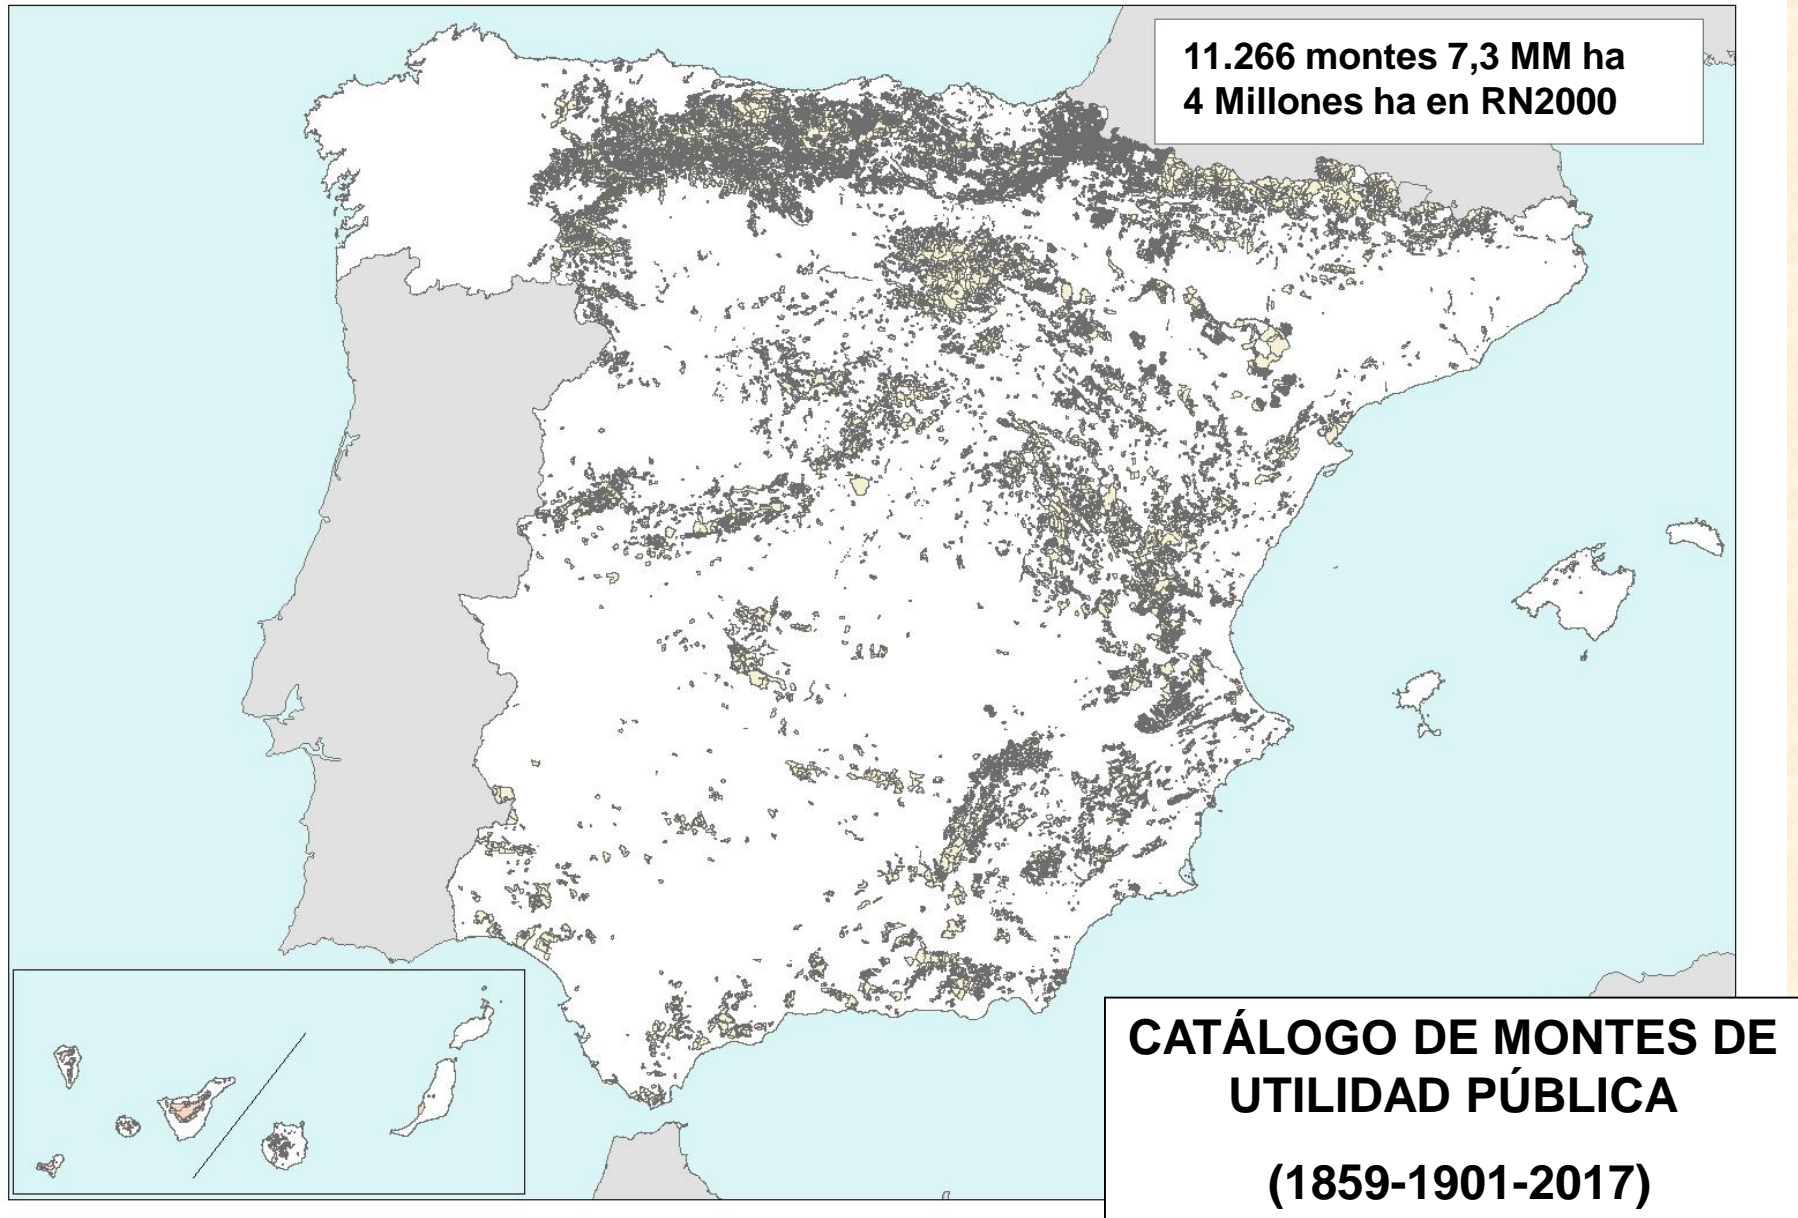 11.266 montes 7,3 MM ha
4 Millones ha en RN2000
CATÁLOGO DE MONTES DE
UTILIDAD PÚBLICA
(1859-1901-2017)